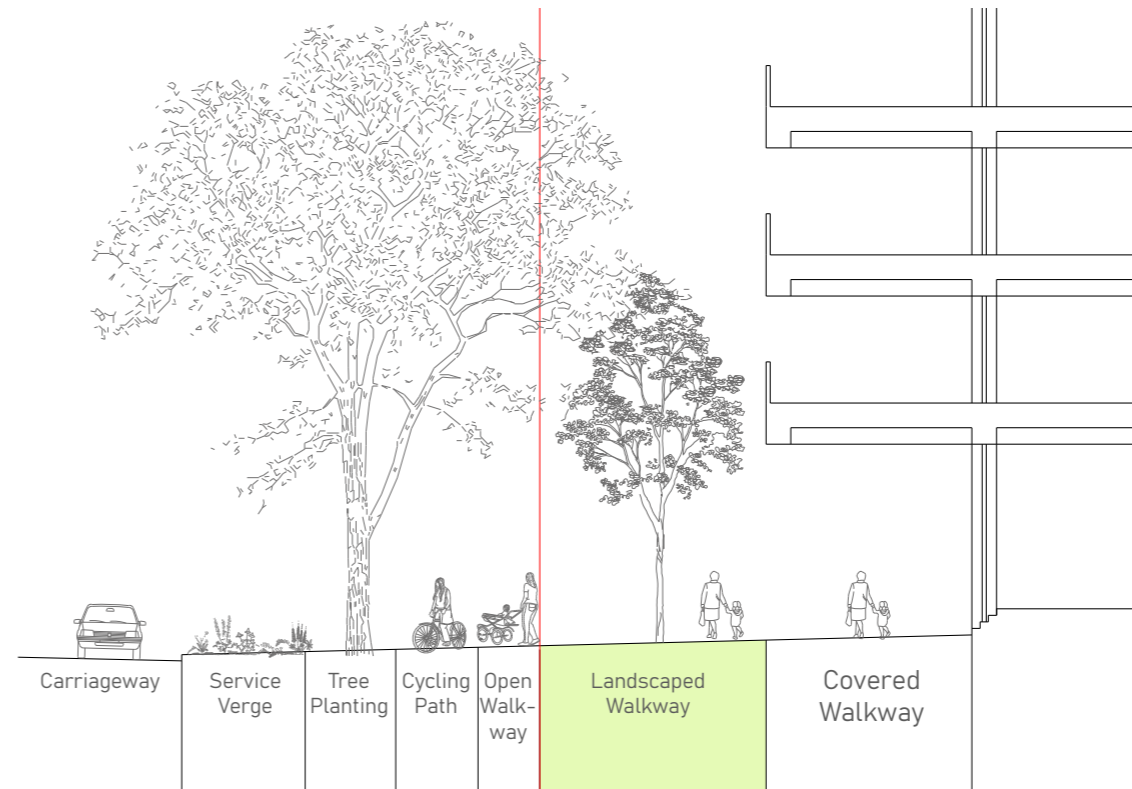 Carriageway
Service
Verge
Tree
Planting
Cycling
Path
Open
Walk-
way
Landscaped
Walkway
Covered
Walkway